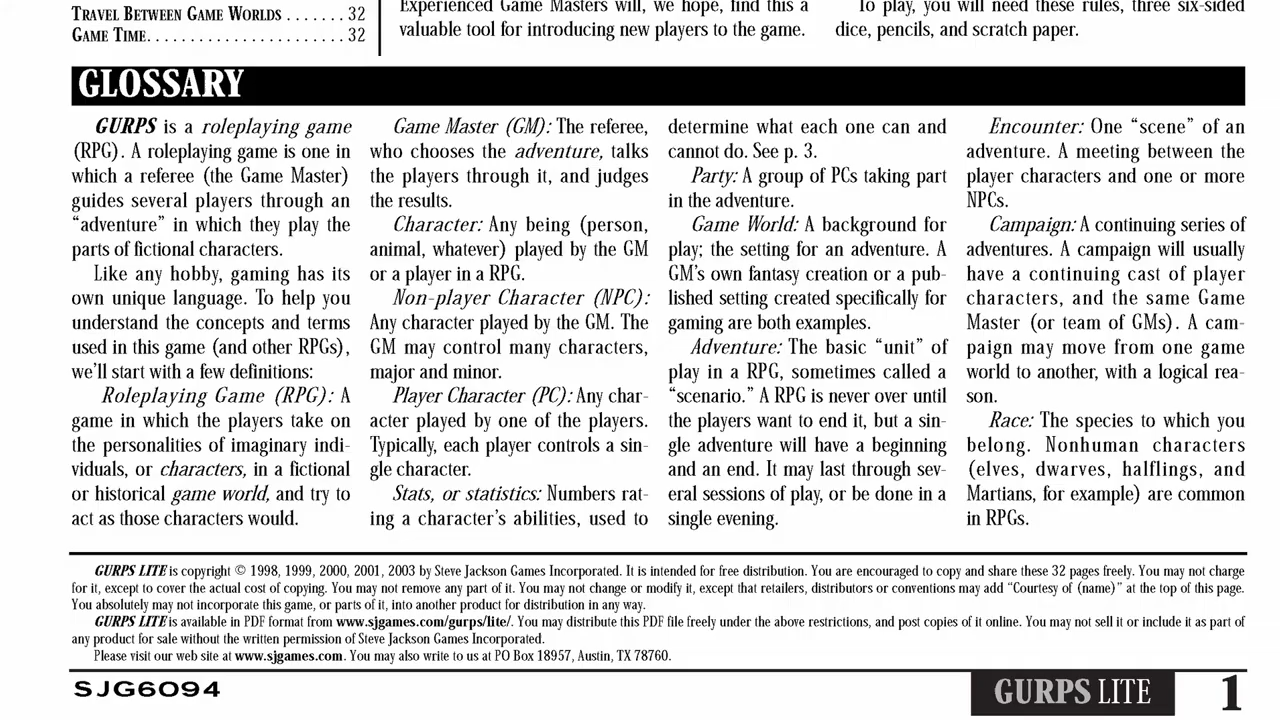 TRAVEL BETWEEN GAME WORLDS . . . . . . . 32
GAME TIME. . . . . . . . . . . . . . . . . . . . . . . 32
Experienced Game Masters will, we hope, find this a
valuable tool for introducing new players to the game.
To play, you will need these rules, three six-sided
dice, pencils, and scratch paper.
GLOSSARY
GURPS is a roleplaying game
(RPG). A roleplaying game is one in
which a referee (the Game Master)
guides several players through an
“adventure” in which they play the
parts of fictional characters.
Like any hobby, gaming has its
own unique language. To help you
understand the concepts and terms
used in this game (and other RPGs),
we’ll start with a few definitions:
Roleplaying Game (RPG): A
game in which the players take on
the personalities of imaginary indi-
viduals, or characters, in a fictional
or historical game world, and try to
act as those characters would.
Game Master (GM): The referee,
who chooses the adventure, talks
the players through it, and judges
the results.
Character: Any being (person,
animal, whatever) played by the GM
or a player in a RPG.
Non-player Character (NPC):
Any character played by the GM. The
GM may control many characters,
major and minor.
Player Character (PC): Any char-
acter played by one of the players.
Typically, each player controls a sin-
gle character.
Stats, or statistics: Numbers rat-
ing a character’s abilities, used to
determine what each one can and
cannot do. See p. 3.
Party: A group of PCs taking part
in the adventure.
Game World: A background for
play; the setting for an adventure. A
GM’s own fantasy creation or a pub-
lished setting created specifically for
gaming are both examples.
Adventure: The basic “unit” of
play in a RPG, sometimes called a
“scenario.” A RPG is never over until
the players want to end it, but a sin-
gle adventure will have a beginning
and an end. It may last through sev-
eral sessions of play, or be done in a
single evening.
Encounter: One “scene” of an
adventure. A meeting between the
player characters and one or more
NPCs.
Campaign: A continuing series of
adventures. A campaign will usually
have a continuing cast of player
characters, and the same Game
Master (or team of GMs). A cam-
paign may move from one game
world to another, with a logical rea-
son.
Race: The species to which you
belong. Nonhuman characters
(elves, dwarves, halflings, and
Martians, for example) are common
in RPGs.
GURPS LITE is copyright © 1998, 1999, 2000, 2001, 2003 by Steve Jackson Games Incorporated. It is intended for free distribution. You are encouraged to copy and share these 32 pages freely. You may not charge
for it, except to cover the actual cost of copying. You may not remove any part of it. You may not change or modify it, except that retailers, distributors or conventions may add “Courtesy of (name)” at the top of this page.
You absolutely may not incorporate this game, or parts of it, into another product for distribution in any way.
GURPS LITE is available in PDF format from www.sjgames.com/gurps/lite/. You may distribute this PDF file freely under the above restrictions, and post copies of it online. You may not sell it or include it as part of
any product for sale without the written permission of Steve Jackson Games Incorporated.
Please visit our web site at www.sjgames.com. You may also write to us at PO Box 18957, Austin, TX 78760.
SJG6094
GURPS LITE
1